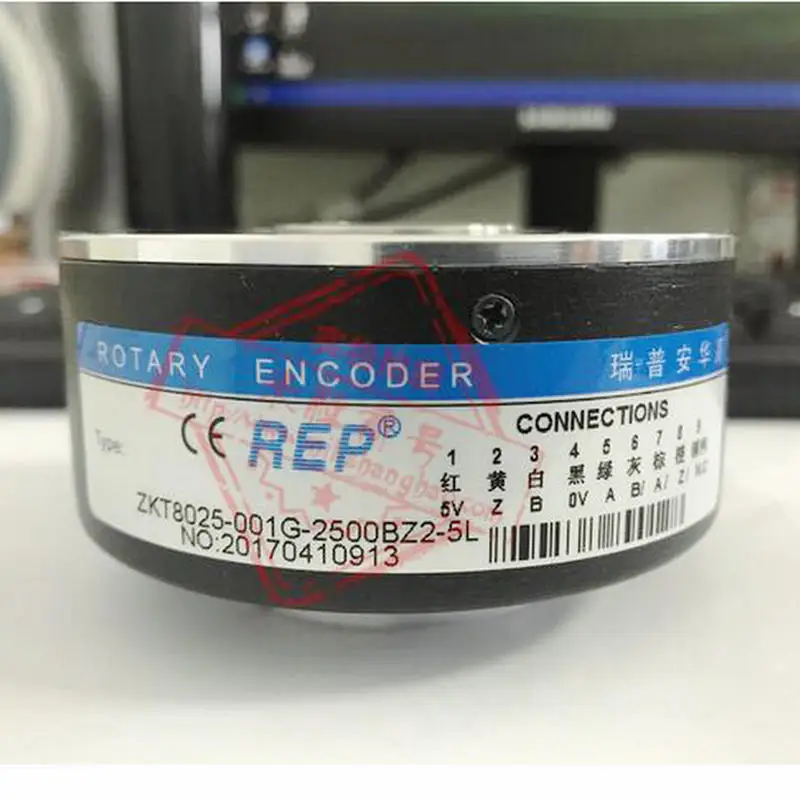 ROTARY ENCODER 瑞普安华
Type: CE REP®
CONNECTIONS
1 2 3 4 5 6 7 8 9
红 黄 白 黑 绿 灰 棕
5V Z B 0V A B/ A/ Z/ N.C
ZKT8025-001G-2500BZ2-5L
NO:20170410913